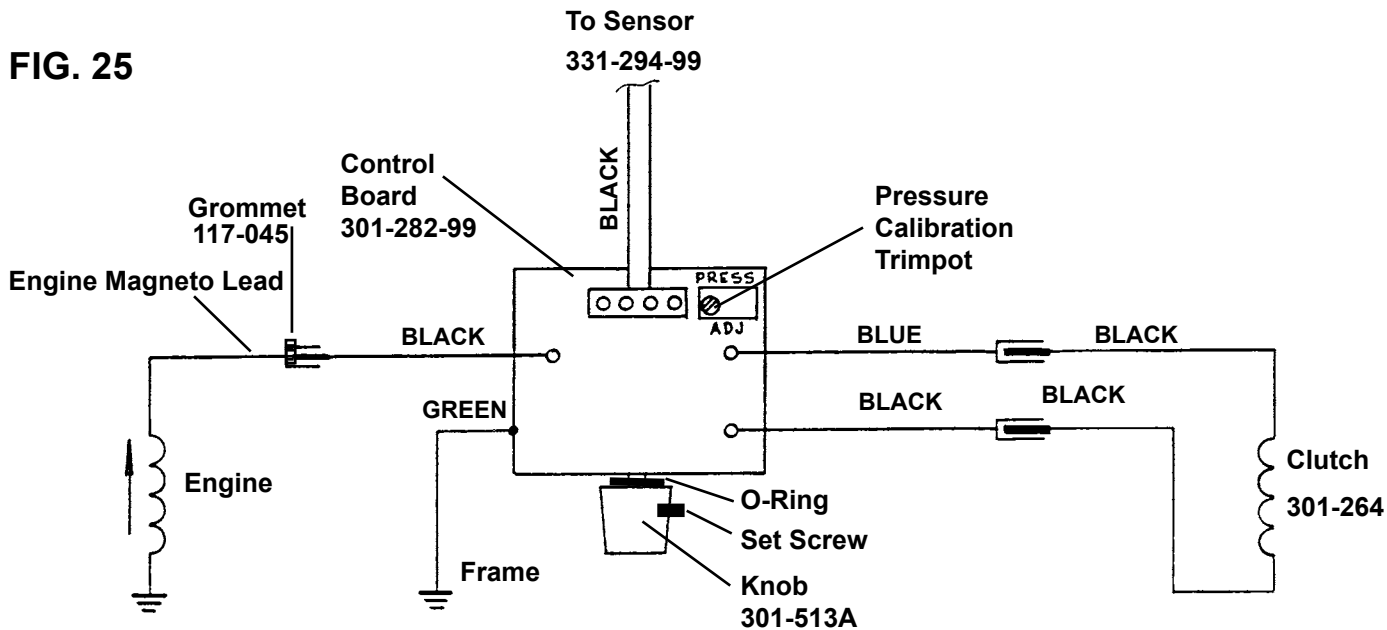 FIG. 25
To Sensor
331-294-99
BLACK
Control
Board
301-282-99
Grommet
117-045
Engine Magneto Lead
Pressure
Calibration
Trimpot
PRESS
ADJ
BLACK
BLUE
BLACK
GREEN
BLACK
BLACK
Engine
Frame
O-Ring
Set Screw
Knob
301-513A
Clutch
301-264